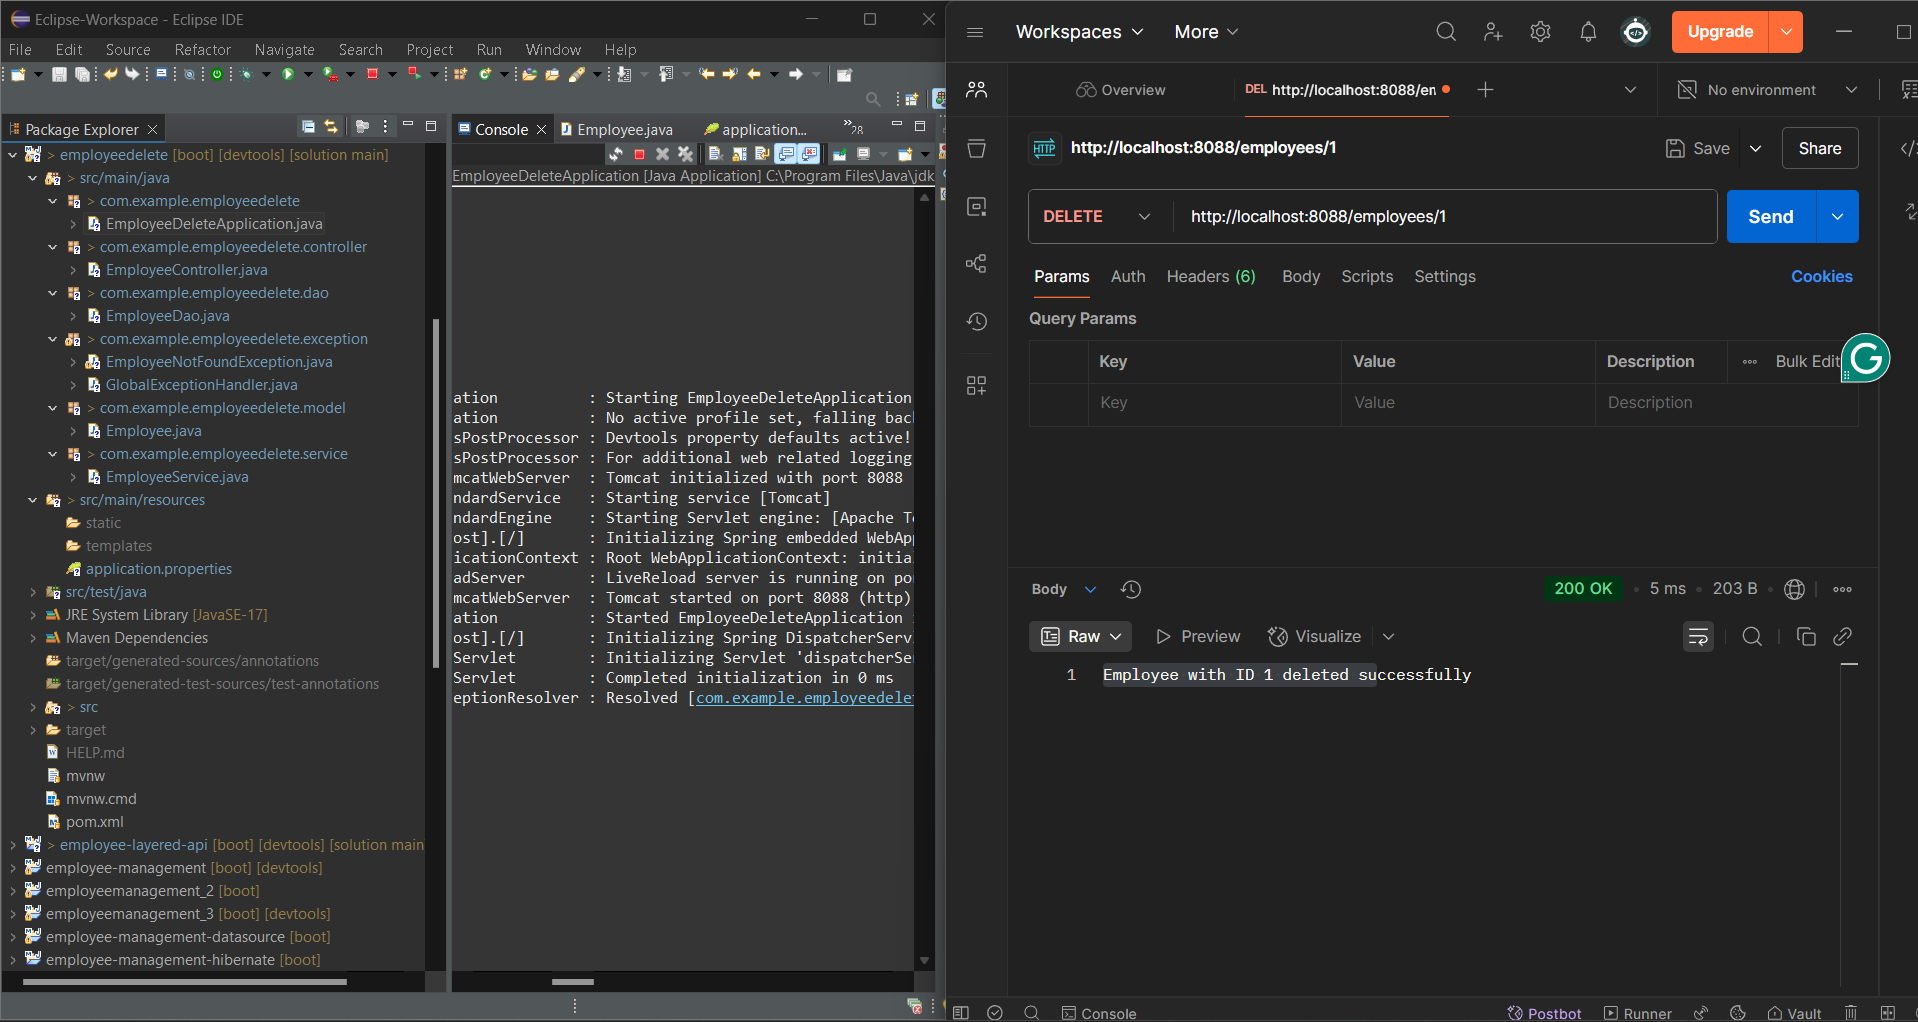 Eclipse-Workspace - Eclipse IDE
File Edit Source Refactor Navigate Search Project Run Window Help
Package Explorer
> employeedelete [boot] [devtools] [solution main]
> src/main/java
> com.example.employeedelete
EmployeeDeleteApplication.java
> com.example.employeedelete.controller
EmployeeController.java
> com.example.employeedelete.dao
EmployeeDao.java
> com.example.employeedelete.exception
EmployeeNotFoundException.java
GlobalExceptionHandler.java
> com.example.employeedelete.model
Employee.java
> com.example.employeedelete.service
EmployeeService.java
> src/main/resources
static
templates
application.properties
src/test/java
JRE System Library [JavaSE-17]
Maven Dependencies
target/generated-sources/annotations
target/generated-test-sources/test-annotations
> src
target
HELP.md
mvnw
mvnw.cmd
pom.xml
> employee-layered-api [boot] [devtools] [solution main
employee-management [boot] [devtools]
employeemanagement_2 [boot]
employeemanagement_3 [boot] [devtools]
employee-management-datasource [boot]
employee-management-hibernate [boot]
Console Employee.java application... »28
EmployeeDeleteApplication [Java Application] C:\Program Files\Java\jdk
ation : Starting EmployeeDeleteApplication
ation : No active profile set, falling bac
sPostProcessor : Devtools property defaults active!
sPostProcessor : For additional web related logging
mcatWebServer : Tomcat initialized with port 8088
ndardService : Starting service [Tomcat]
ndardEngine : Starting Servlet engine: [Apache T
ost].[/] : Initializing Spring embedded WebAp
icationContext : Root WebApplicationContext: initia
adServer : LiveReload server is running on po
mcatWebServer : Tomcat started on port 8088 (http)
ation : Started EmployeeDeleteApplication
ost].[/] : Initializing Spring DispatcherServ
Servlet : Initializing Servlet 'dispatcherSe
Servlet : Completed initialization in 0 ms
eptionResolver : Resolved [com.example.employeedele
Workspaces More Upgrade
Overview DEL http://localhost:8088/en No environment
HTTP http://localhost:8088/employees/1 Save Share
DELETE http://localhost:8088/employees/1 Send
Params Auth Headers (6) Body Scripts Settings Cookies
Query Params
Key Value Description Bulk Edit
Key Value Description
Body 200 OK 5 ms 203 B
Raw Preview Visualize
1 Employee with ID 1 deleted successfully
Console Postbot Runner Vault